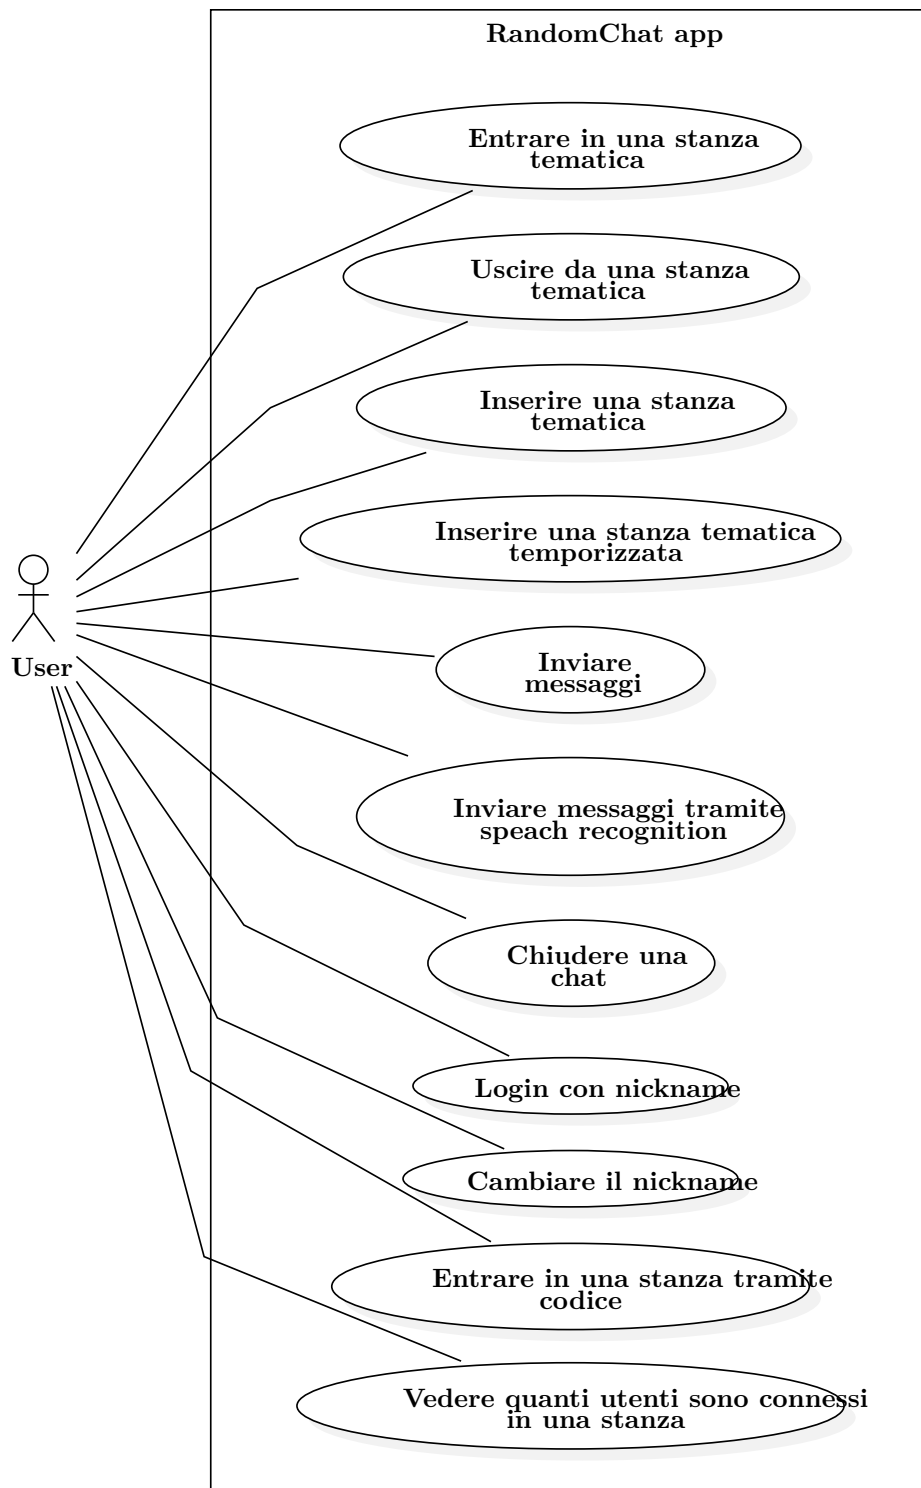 RandomChat app
Entrare in una stanza
tematica
Uscire da una stanza
tematica
Inserire una stanza
tematica
Inserire una stanza tematica
temporizzata
User
Inviare
messaggi
Inviare messaggi tramite
speach recognition
Chiudere una
chat
Login con nickname
Cambiare il nickname
Entrare in una stanza tramite
codice
Vedere quanti utenti sono connessi
in una stanza